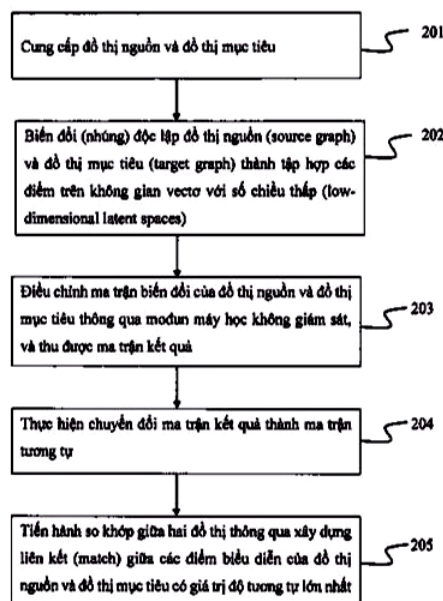 Cung cấp đồ thị nguồn và đồ thị mục tiêu
201
Biến đổi (nhúng) độc lập đồ thị nguồn (source graph)
và đồ thị mục tiêu (target graph) thành tập hợp các
điểm trên không gian vectơ với số chiều thấp (low-
dimensional latent spaces)
202
Điều chỉnh ma trận biến đổi của đồ thị nguồn và đồ thị
mục tiêu thông qua mođun máy học không giám sát,
và thu được ma trận kết quả
203
Thực hiện chuyển đổi ma trận kết quả thành ma trận
tương tự
204
Tiến hành so khớp giữa hai đồ thị thông qua xây dựng
liên kết (match) giữa các điểm biểu diễn của đồ thị
nguồn và đồ thị mục tiêu có giá trị độ tương tự lớn nhất
205